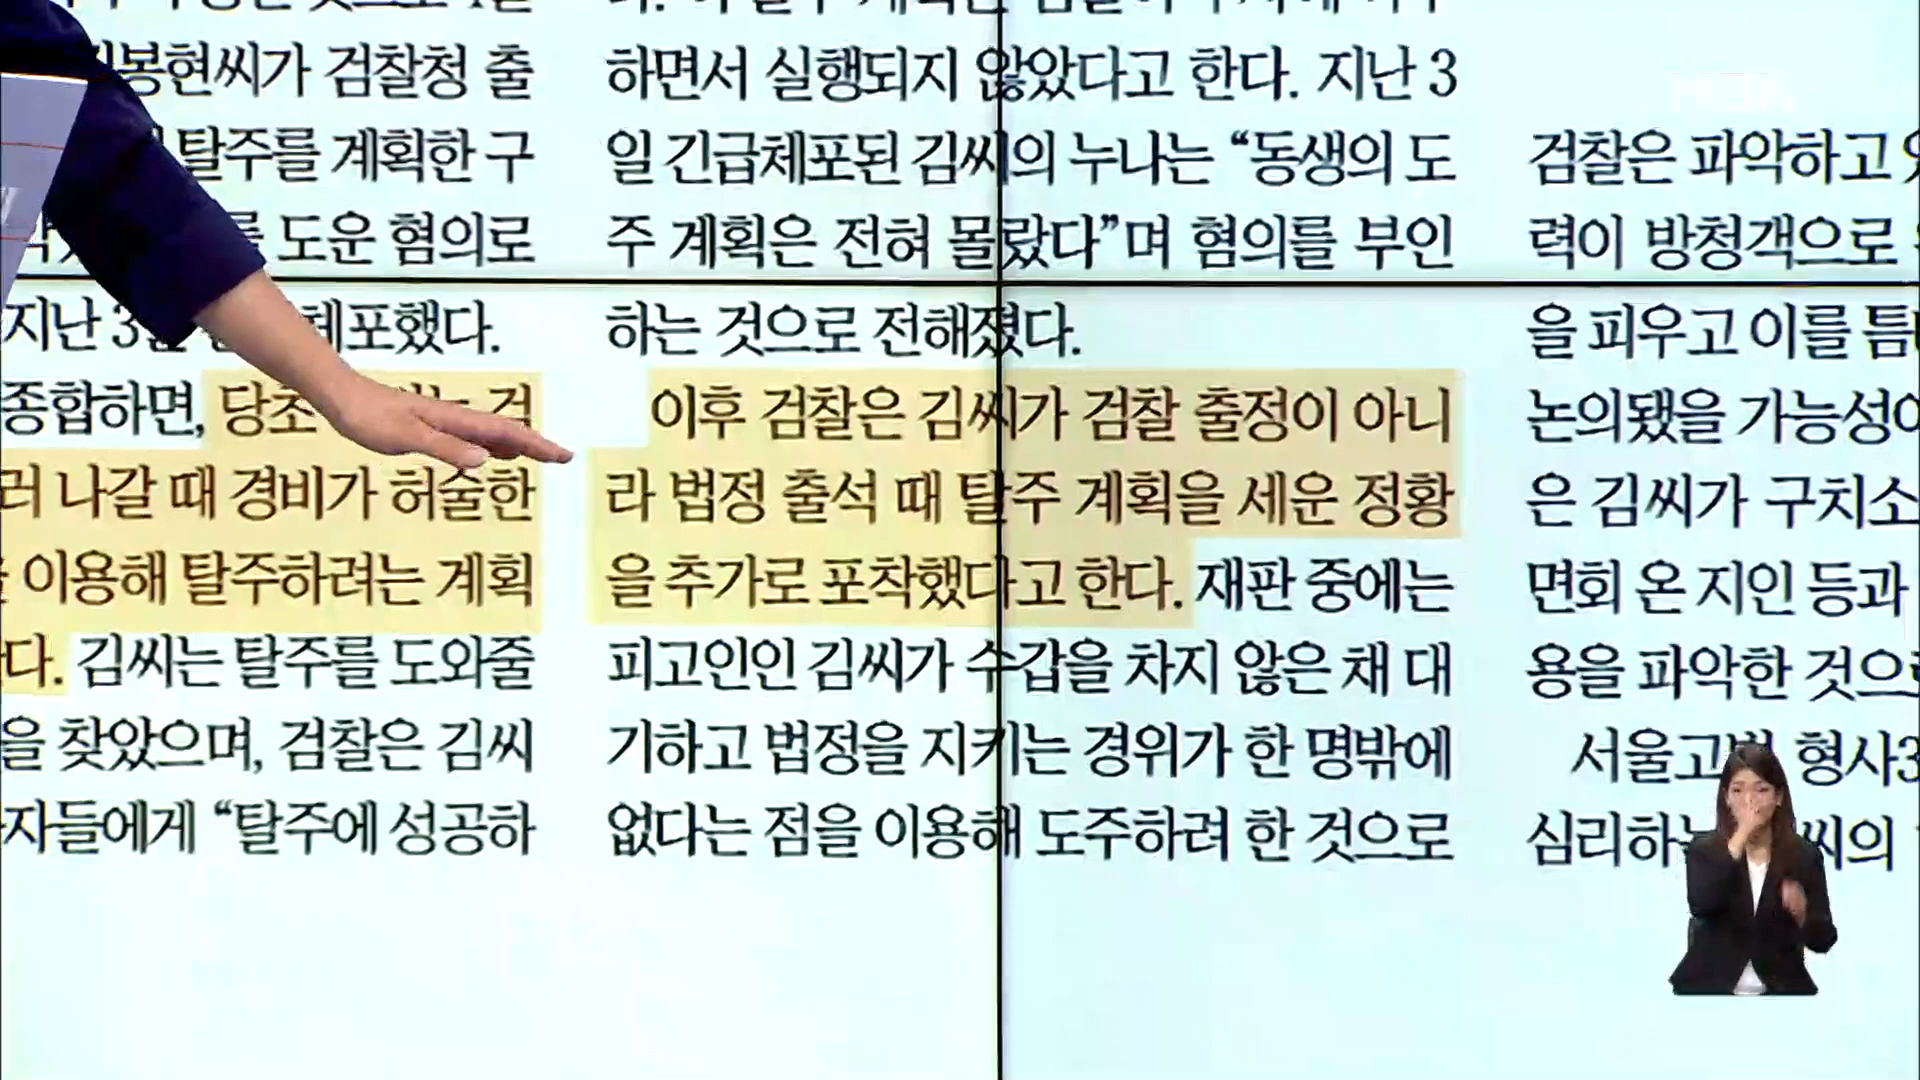 봉현씨가 검찰청 출
탈주를 계획한 구
도운 혐의로
지난 체포했다.
종합하면, 당초
러 나갈 때 경비가 허술한
이용해 탈주하려는 계획
다. 김씨는 탈주를 도와줄
을 찾았으며, 검찰은 김씨
자들에게 “탈주에 성공하
하면서 실행되지 않았다고 한다. 지난 3
일 긴급체포된 김씨의 누나는 “동생의 도
주 계획은 전혀 몰랐다”며 혐의를 부인
하는 것으로 전해졌다.
이후 검찰은 김씨가 검찰 출정이 아니
라 법정 출석 때 탈주 계획을 세운 정황
을 추가로 포착했다고 한다. 재판 중에는
피고인인 김씨가 수갑을 차지 않은 채 대
기하고 법정을 지키는 경위가 한 명밖에
없다는 점을 이용해 도주하려 한 것으로
검찰은 파악하고
력이 방청객으로
을 피우고 이를
논의됐을 가능성
은 김씨가 구치소
면회 온 지인 등과
용을 파악한 것으
서울고 형사3
심리하 씨의